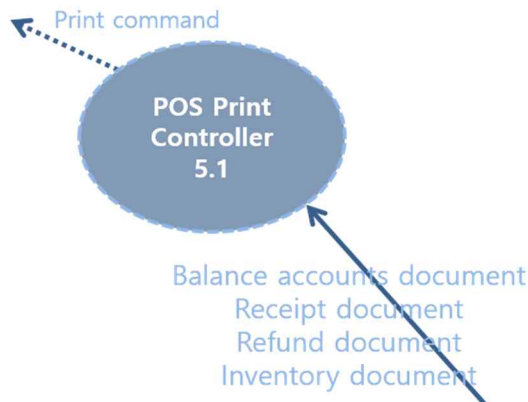 Print command
POS Print
Controller
5.1
Balance accounts document
Receipt document
Refund document
Inventory document